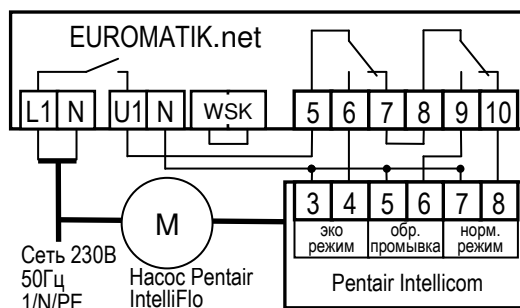 EUROMATIK.net
L1 N U1 N WSK 5 6 7 8 9 10
3 4 5 6 7 8
эко режим
обр. промывка
норм. режим
M
Сеть 230В
50Гц
1/N/PE
Насос Pentair
IntelliFlo
Pentair Intellicom